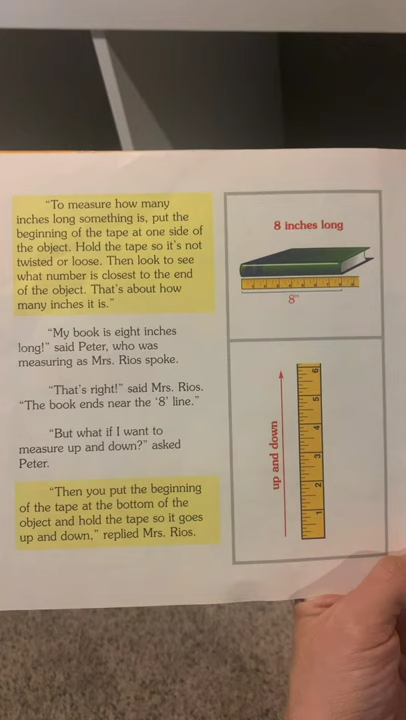 “To measure how many
inches long something is, put the
beginning of the tape at one side of
the object. Hold the tape so it's not
twisted or loose. Then look to see
what number is closest to the end
of the object. That's about how
many inches it is.”
“My book is eight inches
long!” said Peter, who was
measuring as Mrs. Rios spoke.
“That's right!” said Mrs. Rios.
“The book ends near the ‘8’ line.”
“But what if I want to
measure up and down?” asked
Peter.
“Then you put the beginning
of the tape at the bottom of the
object and hold the tape so it goes
up and down,” replied Mrs. Rios.
8 inches long
8"
up and down
6
5
4
3
2
1